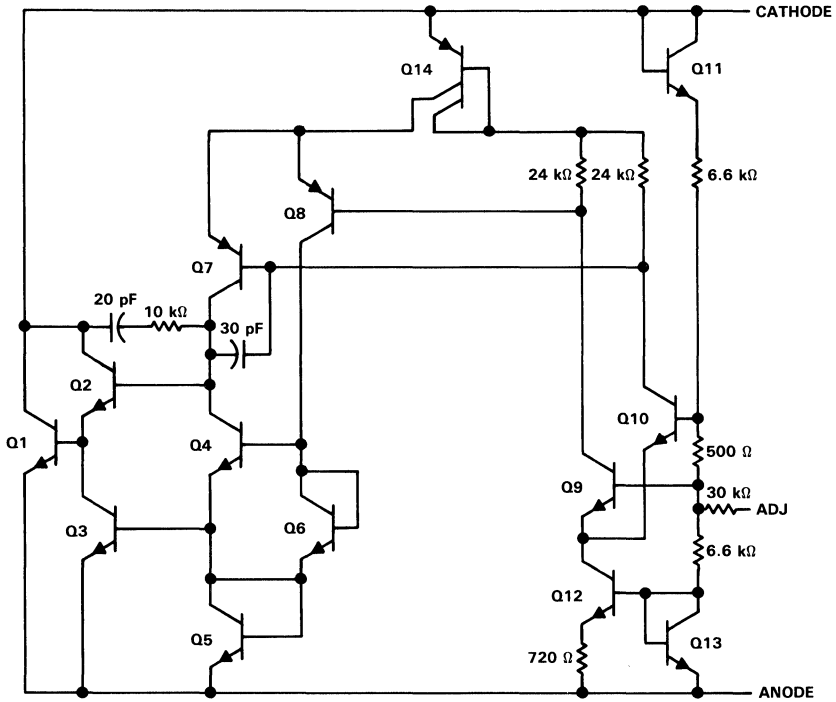 CATHODE
Q14
Q11
24 kΩ
24 kΩ
6.6 kΩ
Q8
Q7
20 pF
10 kΩ
30 pF
Q2
Q10
Q1
Q4
500 Ω
Q9
30 kΩ
ADJ
Q3
Q6
6.6 kΩ
Q12
Q5
Q13
720 Ω
ANODE